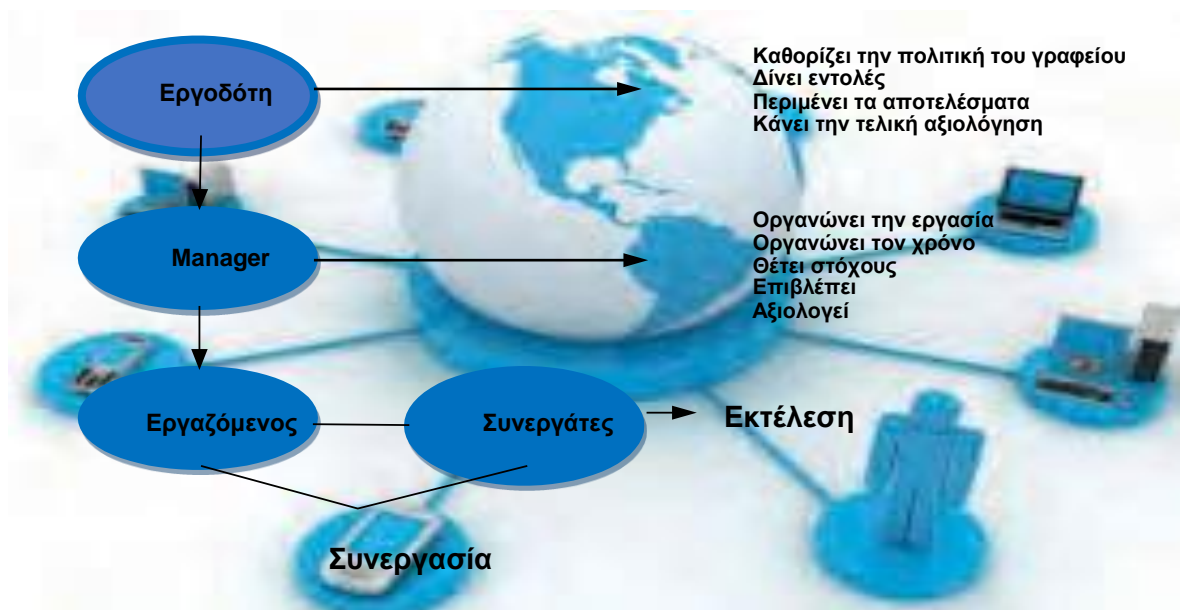 Εργοδότη
Καθορίζει την πολιτική του γραφείου
Δίνει εντολές
Περιμένει τα αποτελέσματα
Κάνει την τελική αξιολόγηση
Manager
Οργανώνει την εργασία
Οργανώνει τον χρόνο
Θέτει στόχους
Επιβλέπει
Αξιολογεί
Εργαζόμενος
Συνεργάτες
Εκτέλεση
Συνεργασία